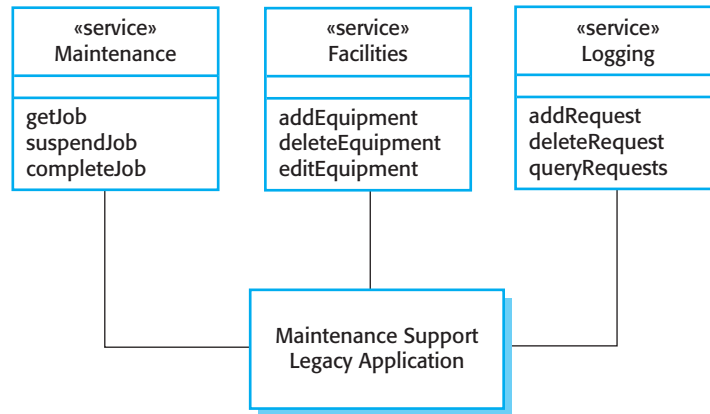 «service»
Maintenance
getJob
suspendJob
completeJob
«service»
Facilities
addEquipment
deleteEquipment
editEquipment
«service»
Logging
addRequest
deleteRequest
queryRequests
Maintenance Support
Legacy Application